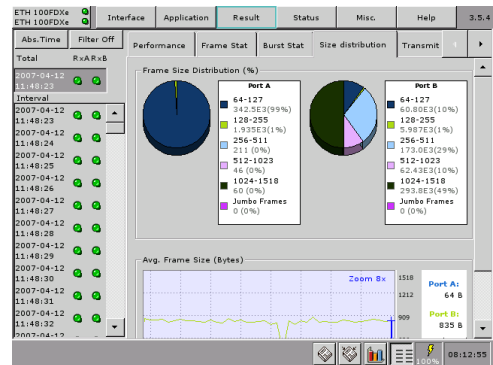 ETH 100FDXe
ETH 100FDXe
Interface Application Result Status Misc. Help 3.5.4
Abs.Time Filter Off
Performance Frame Stat Burst Stat Size distribution Transmit
Total RxA RxB
2007-04-12
11:48:23
Interval
2007-04-12
11:48:23
2007-04-12
11:48:24
2007-04-12
11:48:25
2007-04-12
11:48:26
2007-04-12
11:48:27
2007-04-12
11:48:28
2007-04-12
11:48:29
2007-04-12
11:48:30
2007-04-12
11:48:31
2007-04-12
11:48:32
2007-04-12
Frame Size Distribution (%)
Port A
64-127
342.5E3(99%)
128-255
1.935E3(1%)
256-511
211 (0%)
512-1023
46 (0%)
1024-1518
60 (0%)
Jumbo Frames
0 (0%)
Port B
64-127
60.80E3(10%)
128-255
5.987E3(1%)
256-511
173.0E3(29%)
512-1023
62.43E3(10%)
1024-1518
293.8E3(49%)
Jumbo Frames
0 (0%)
Avg. Frame Size (Bytes)
Zoom 8x
1518
1212
909
Port A:
64 B
Port B:
835 B
100%
08:12:55